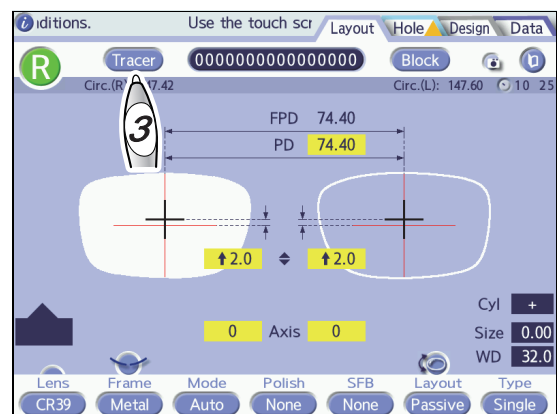 iditions. Use the touch scr Layout Hole Design Data
R Tracer 0000000000000000 Block
Circ.(R) 47.42 Circ.(L): 147.60 10 25
3
FPD 74.40
PD 74.40
2.0 2.0
0 Axis 0
Cyl +
Size 0.00
WD 32.0
Lens Frame Mode Polish SFB Layout Type
CR39 Metal Auto None None Passive Single